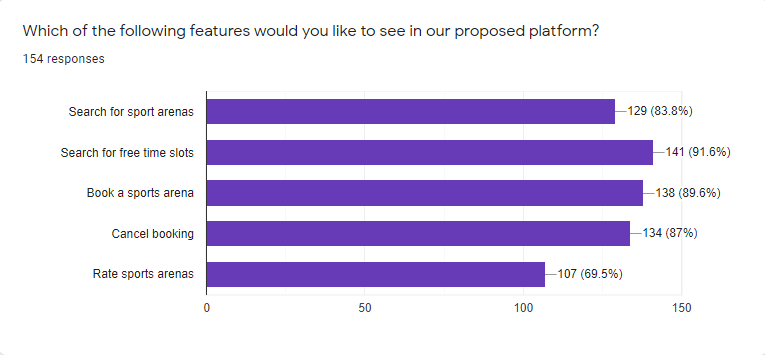 Which of the following features would you like to see in our proposed platform?
154 responses
Search for sport arenas
129 (83.8%)
Search for free time slots
141 (91.6%)
Book a sports arena
138 (89.6%)
Cancel booking
134 (87%)
Rate sports arenas
107 (69.5%)
0
50
100
150